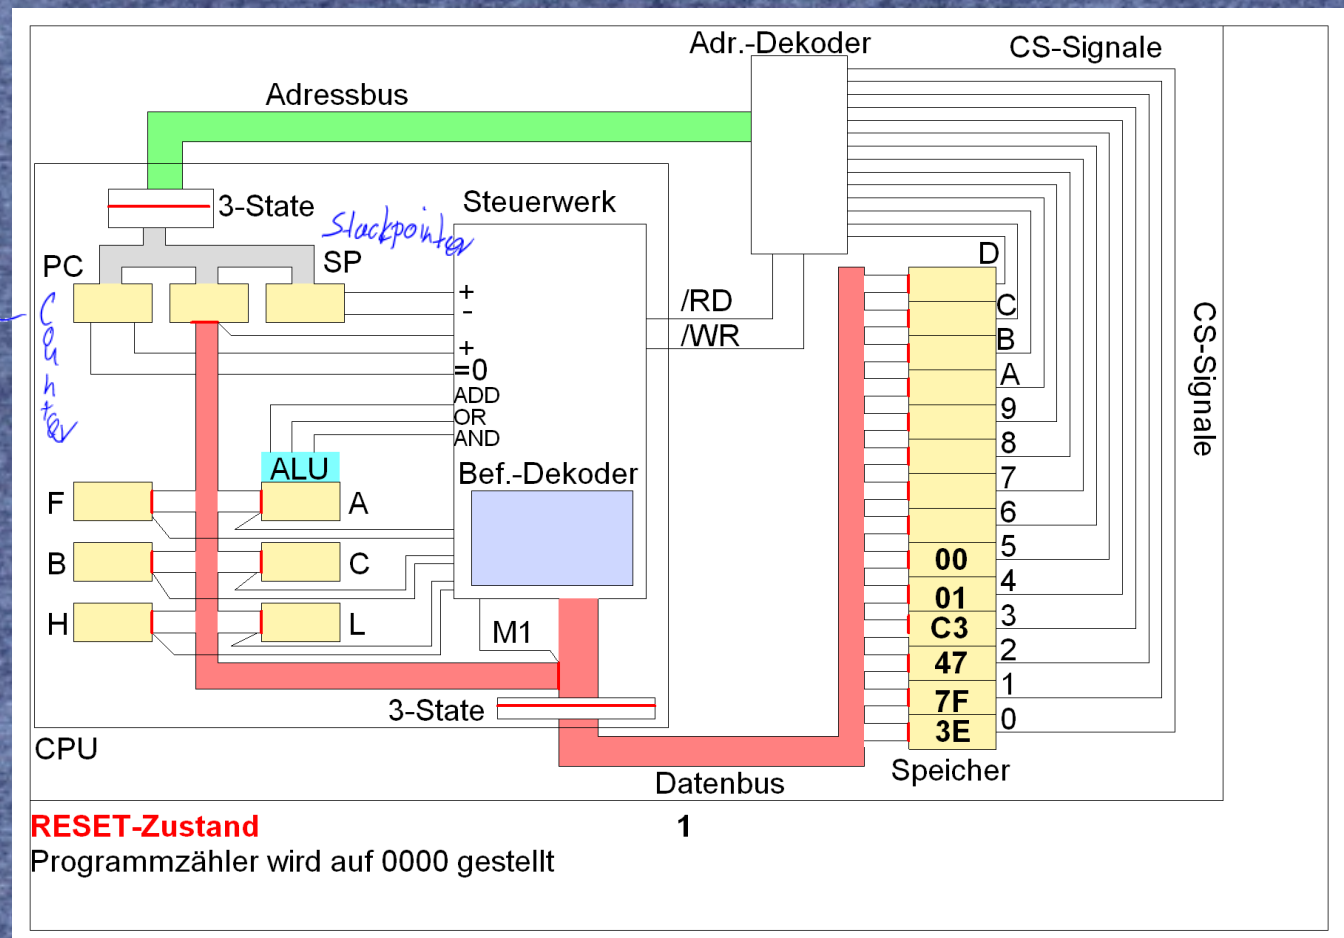 Adr.-Dekoder
CS-Signale
Adressbus
3-State
Steuerwerk
Stackpointer
PC
SP
Counter
+
-
+
=0
ADD
OR
AND
/RD
/WR
ALU
Bef.-Dekoder
F
A
B
C
H
L
M1
3-State
CPU
Datenbus
D
C
B
A
9
8
7
6
5
00
4
01
3
C3
2
47
1
7F
0
3E
Speicher
CS-Signale
RESET-Zustand
1
Programmzähler wird auf 0000 gestellt